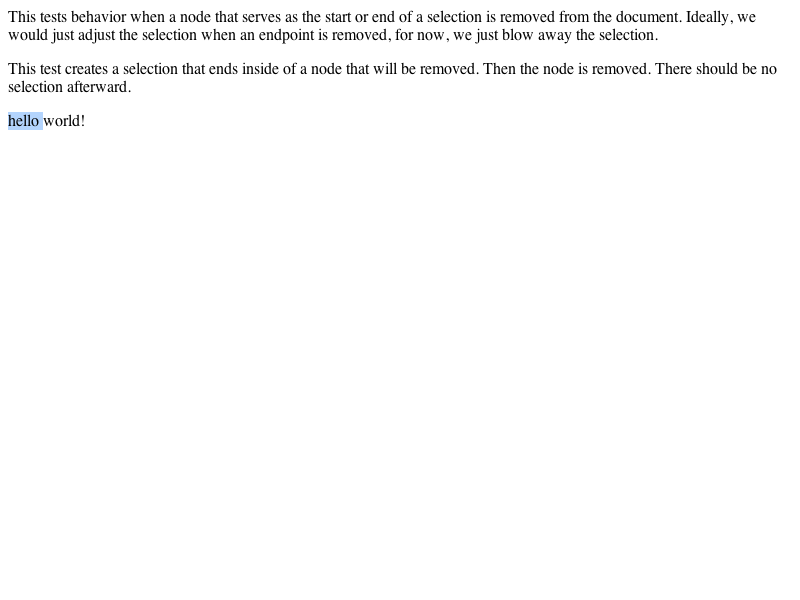 This tests behavior when a node that serves as the start or end of a selection is removed from the document. Ideally, we
would just adjust the selection when an endpoint is removed, for now, we just blow away the selection.
This test creates a selection that ends inside of a node that will be removed. Then the node is removed. There should be no
selection afterward.
hello world!